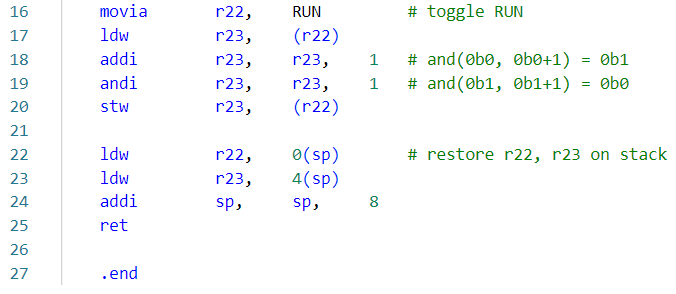 16 movia r22, RUN # toggle RUN
17 ldw r23, (r22)
18 addi r23, r23, 1 # and(0b0, 0b0+1) = 0b1
19 andi r23, r23, 1 # and(0b1, 0b1+1) = 0b0
20 stw r23, (r22)
21
22 ldw r22, 0(sp) # restore r22, r23 on stack
23 ldw r23, 4(sp)
24 addi sp, sp, 8
25 ret
26
27 .end